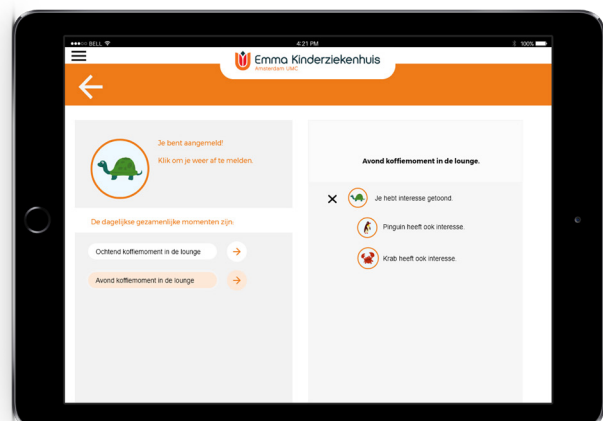 BELL
4:21 PM
100%
Emma Kinderziekenhuis
Amsterdam UMC
Je bent aangemeld!
Klik om je weer af te melden.
De dagelijkse gezamenlijke momenten zijn:
Ochtend koffiemoment in de lounge
Avond koffiemoment in de lounge
Avond koffiemoment in de lounge.
Je hebt interesse getoond.
Pinguin heeft ook interesse.
Krab heeft ook interesse.